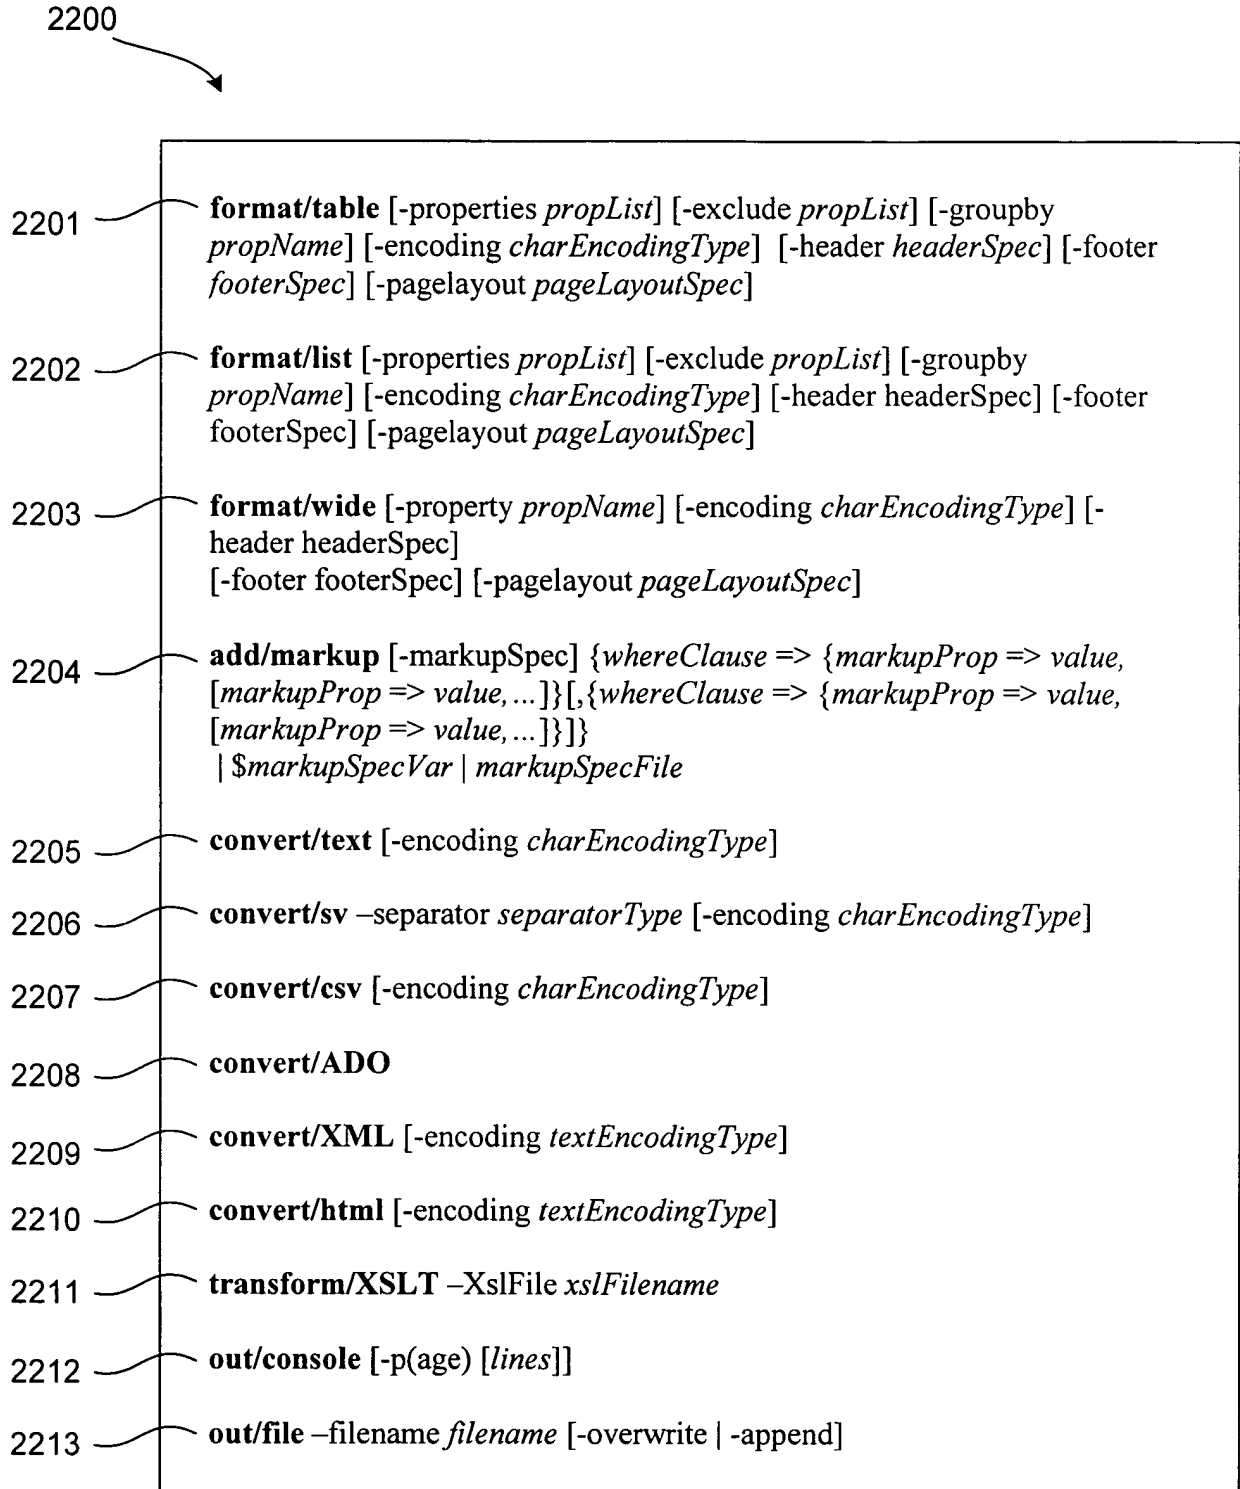 2200
2201 format/table [-properties propList] [-exclude propList] [-groupby
propName] [-encoding charEncodingType] [-header headerSpec] [-footer
footerSpec] [-pagelayout pageLayoutSpec]
2202 format/list [-properties propList] [-exclude propList] [-groupby
propName] [-encoding charEncodingType] [-header headerSpec] [-footer
footerSpec] [-pagelayout pageLayoutSpec]
2203 format/wide [-property propName] [-encoding charEncodingType] [-
header headerSpec]
[-footer footerSpec] [-pagelayout pageLayoutSpec]
2204 add/markup [-markupSpec] {whereClause => {markupProp => value,
[markupProp => value, ...]}[,{whereClause => {markupProp => value,
[markupProp => value, ...]}]}
| $markupSpecVar | markupSpecFile
2205 convert/text [-encoding charEncodingType]
2206 convert/sv –separator separatorType [-encoding charEncodingType]
2207 convert/csv [-encoding charEncodingType]
2208 convert/ADO
2209 convert/XML [-encoding textEncodingType]
2210 convert/html [-encoding textEncodingType]
2211 transform/XSLT –XslFile xslFilename
2212 out/console [-p(age) [lines]]
2213 out/file –filename filename [-overwrite | -append]